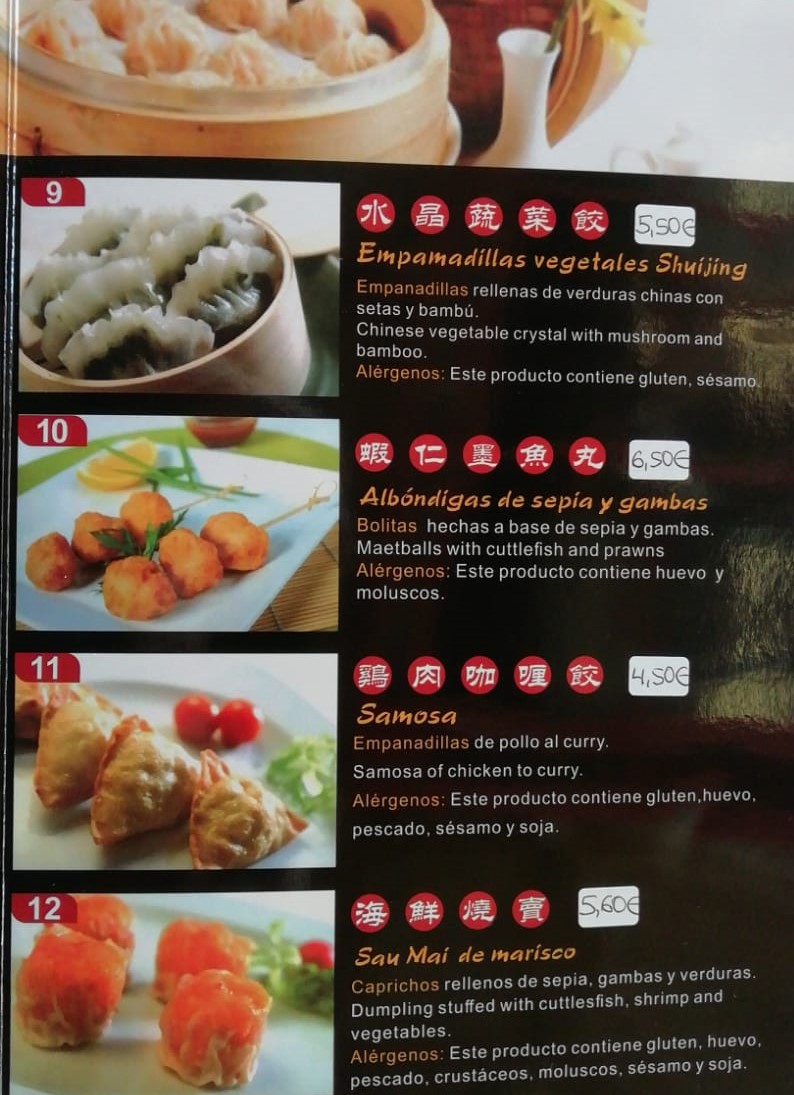 9
水晶蔬菜餃 5,50€
Empamadillas vegetales Shuijing
Empanadillas rellenas de verduras chinas con
setas y bambú.
Chinese vegetable crystal with mushroom and
bamboo.
Alérgenos: Este producto contiene gluten, sésamo.
10
蝦仁墨魚丸 6,50€
Albóndigas de sepia y gambas
Bolitas hechas a base de sepia y gambas.
Maetballs with cuttlefish and prawns
Alérgenos: Este producto contiene huevo y
moluscos.
11
鷄肉咖喱餃 4,50€
Samosa
Empanadillas de pollo al curry.
Samosa of chicken to curry.
Alérgenos: Este producto contiene gluten,huevo,
pescado, sésamo y soja.
12
海鮮燒賣 5,60€
Sau Mai de marisco
Caprichos rellenos de sepia, gambas y verduras.
Dumpling stuffed with cuttlesfish, shrimp and
vegetables.
Alérgenos: Este producto contiene gluten, huevo,
pescado, crustáceos, moluscos, sésamo y soja.